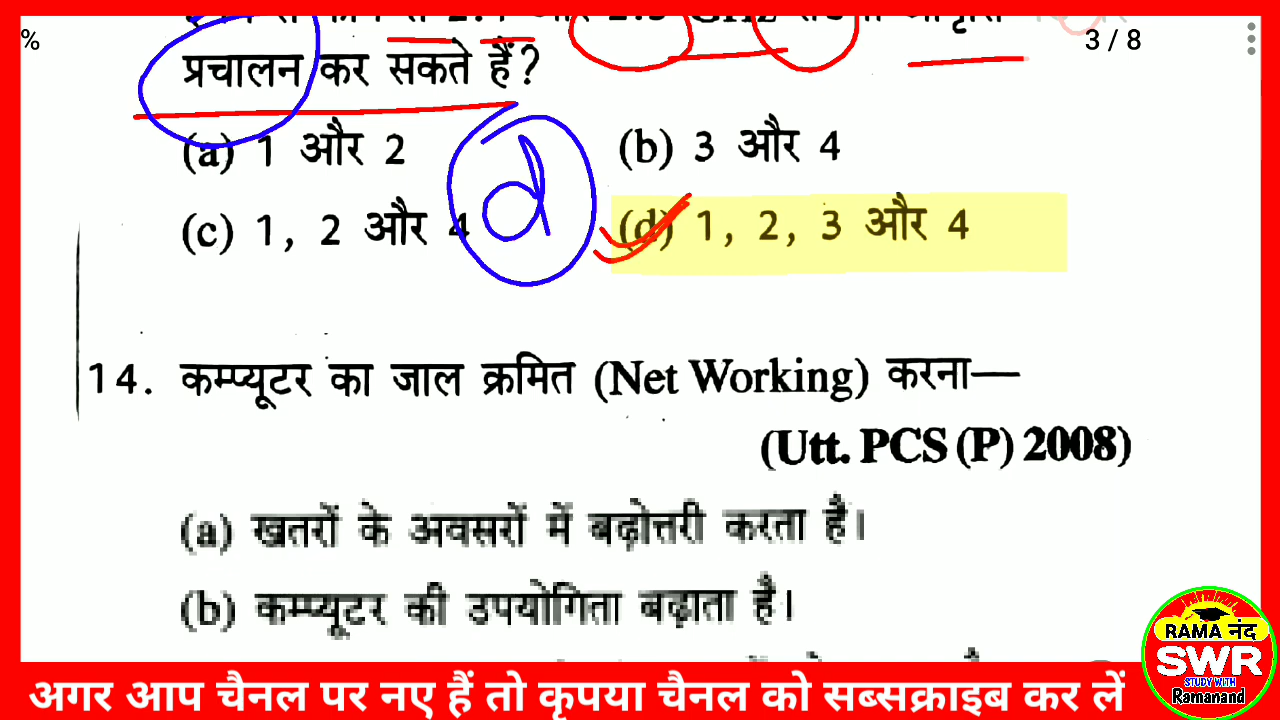 %
3 / 8
प्रचालन कर सकते हैं?
(a) 1 और 2
(b) 3 और 4
(c) 1, 2 और 4
d
(d) 1, 2, 3 और 4
14. कम्प्यूटर का जाल क्रमित (Net Working) करना—
(Utt. PCS (P) 2008)
(a) खतरों के अवसरों में बढ़ोत्तरी करता है।
(b) कम्प्यूटर की उपयोगिता बढ़ाता है।
RAMA नंद
SWR
STUDY WITH
Ramanand
अगर आप चैनल पर नए हैं तो कृपया चैनल को सब्सक्राइब कर लें